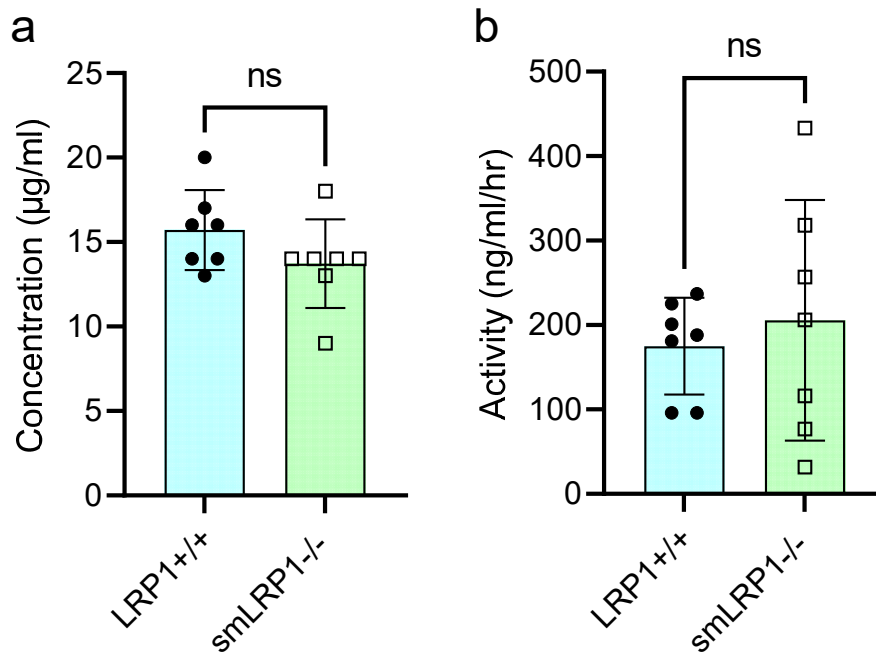 a
ns
Concentration (µg/ml)
25
20
15
10
5
0
LRP1+/+
smLRP1-/-
b
ns
Activity (ng/ml/hr)
500
400
300
200
100
0
LRP1+/+
smLRP1-/-